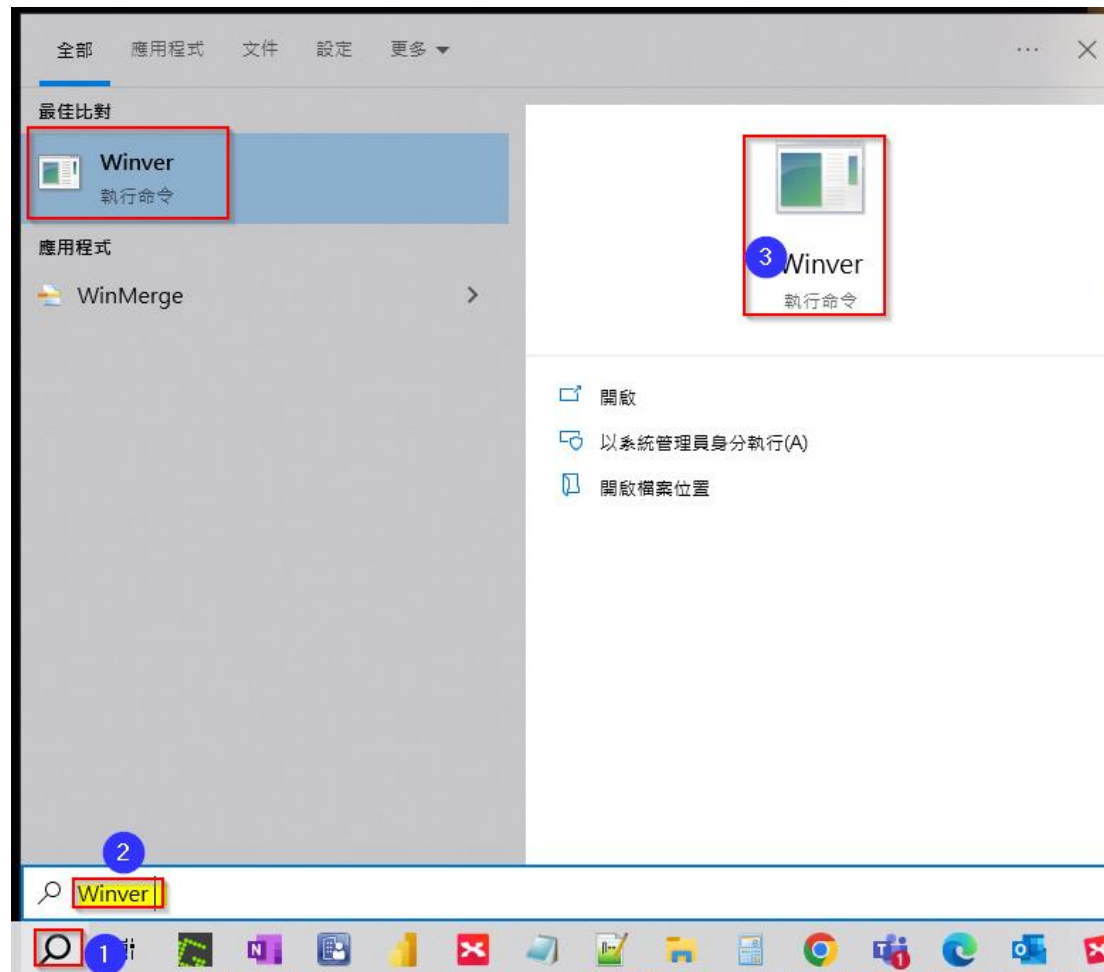 全部 應用程式 文件 設定 更多
最佳比對
Winver
執行命令
應用程式
WinMerge
3
Winver
執行命令
開啟
以系統管理員身分執行(A)
開啟檔案位置
2
Winver
1
N
1